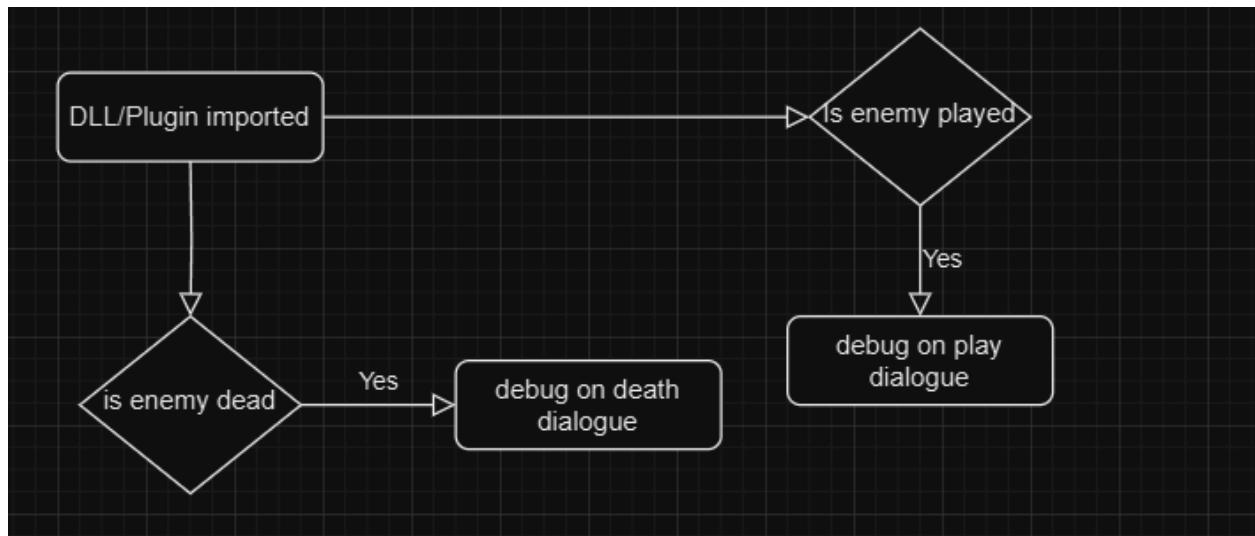 DLL/Plugin imported
Is enemy played
Yes
debug on play
dialogue
is enemy dead
Yes
debug on death
dialogue